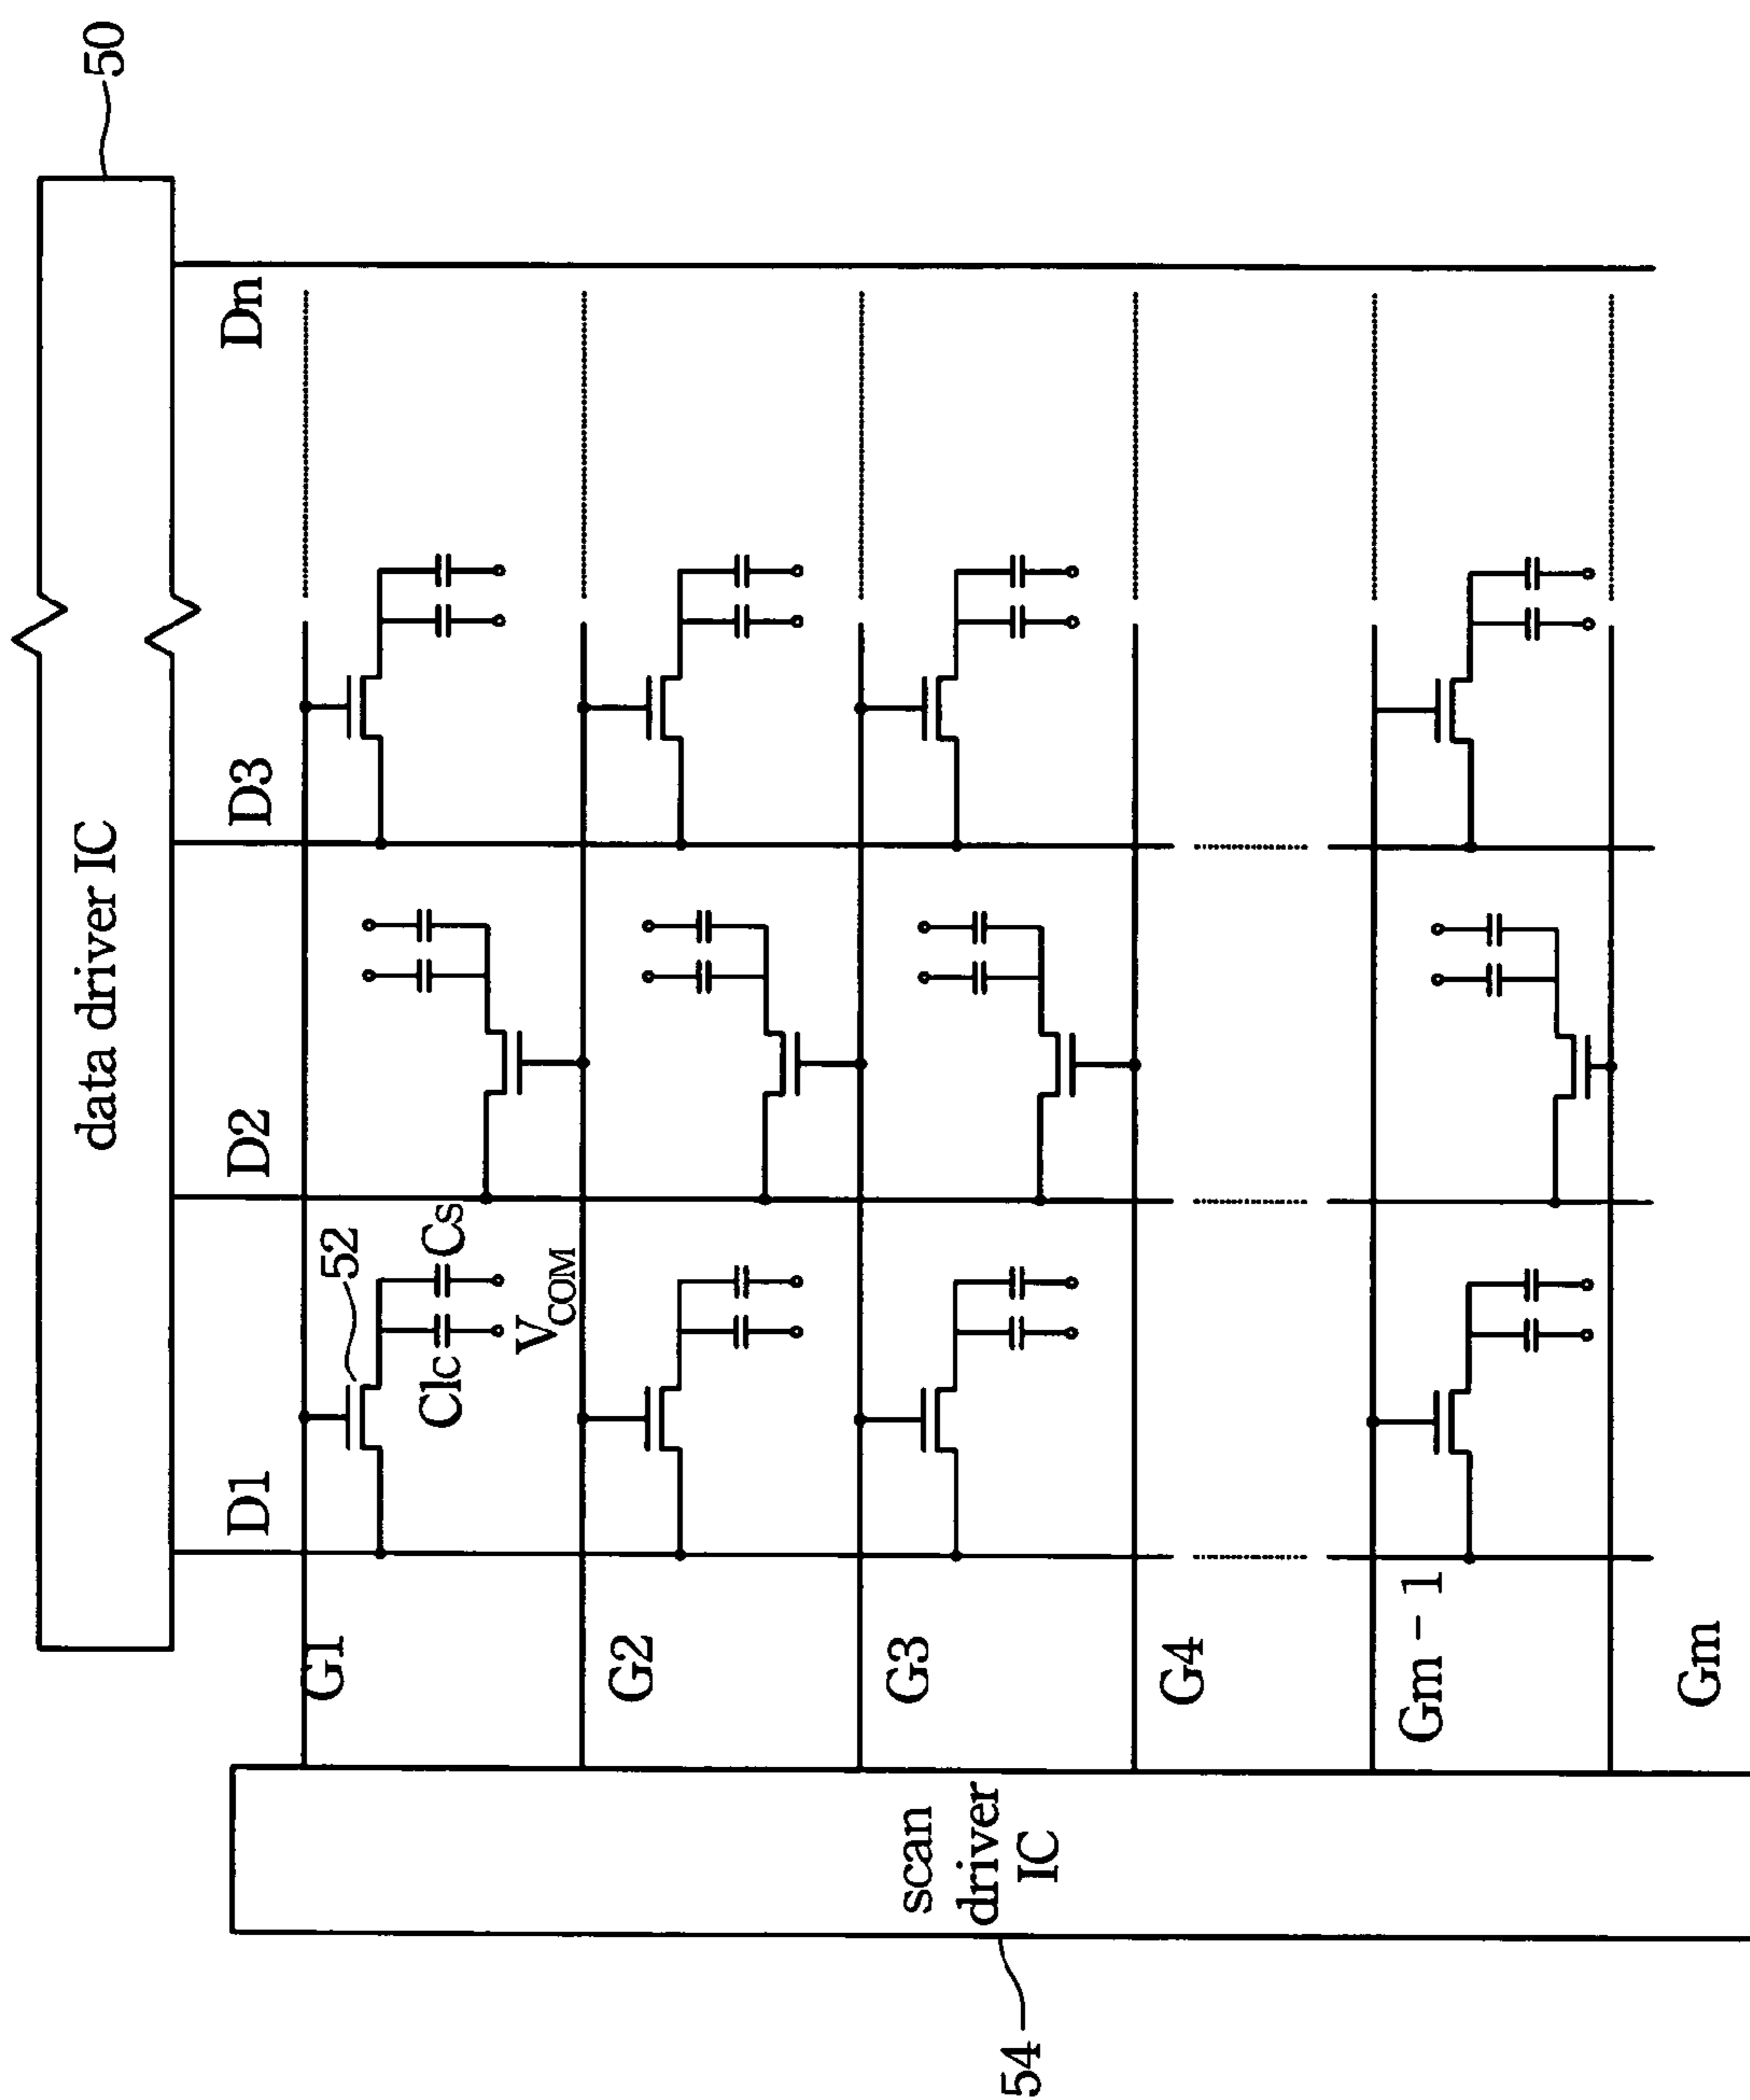 50
data driver IC
D1
D2
D3
Dn
G1
52
Clc
Cs
V_COM
G2
G3
G4
Gm - 1
Gm
scan
driver
IC
54